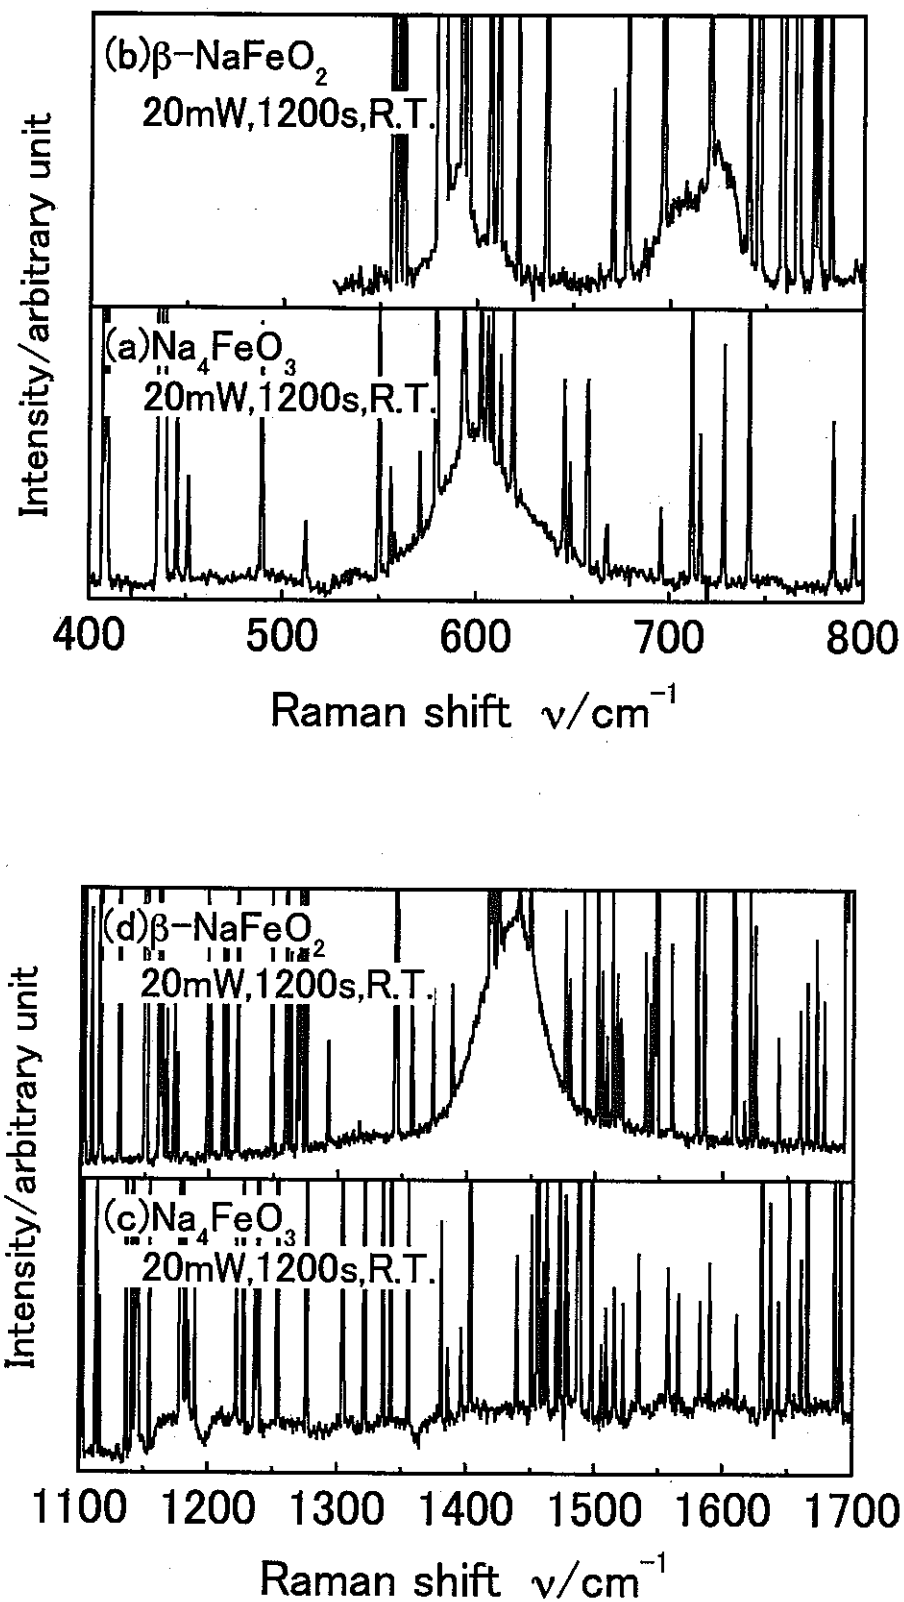 (b)β-NaFeO₂
20mW,1200s,R.T.
(a)Na₄FeO₃
20mW,1200s,R.T.
Intensity/arbitrary unit
400 500 600 700 800
Raman shift ν/cm⁻¹
(d)β-NaFeO₂
20mW,1200s,R.T.
(c)Na₄FeO₃
20mW,1200s,R.T.
Intensity/arbitrary unit
1100 1200 1300 1400 1500 1600 1700
Raman shift ν/cm⁻¹